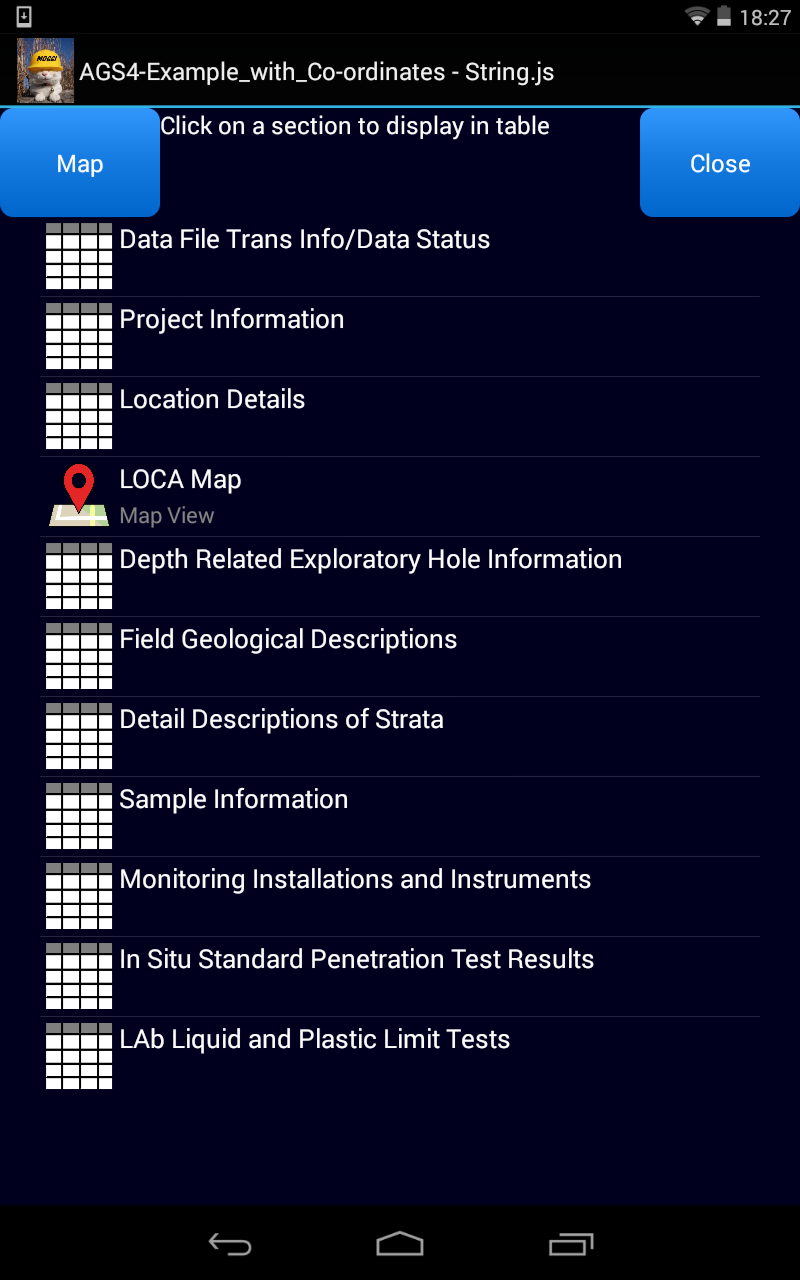 18:27
MOGGI
AGS4-Example_with_Co-ordinates - String.js
Map
Click on a section to display in table
Close
Data File Trans Info/Data Status
Project Information
Location Details
LOCA Map
Map View
Depth Related Exploratory Hole Information
Field Geological Descriptions
Detail Descriptions of Strata
Sample Information
Monitoring Installations and Instruments
In Situ Standard Penetration Test Results
LAb Liquid and Plastic Limit Tests